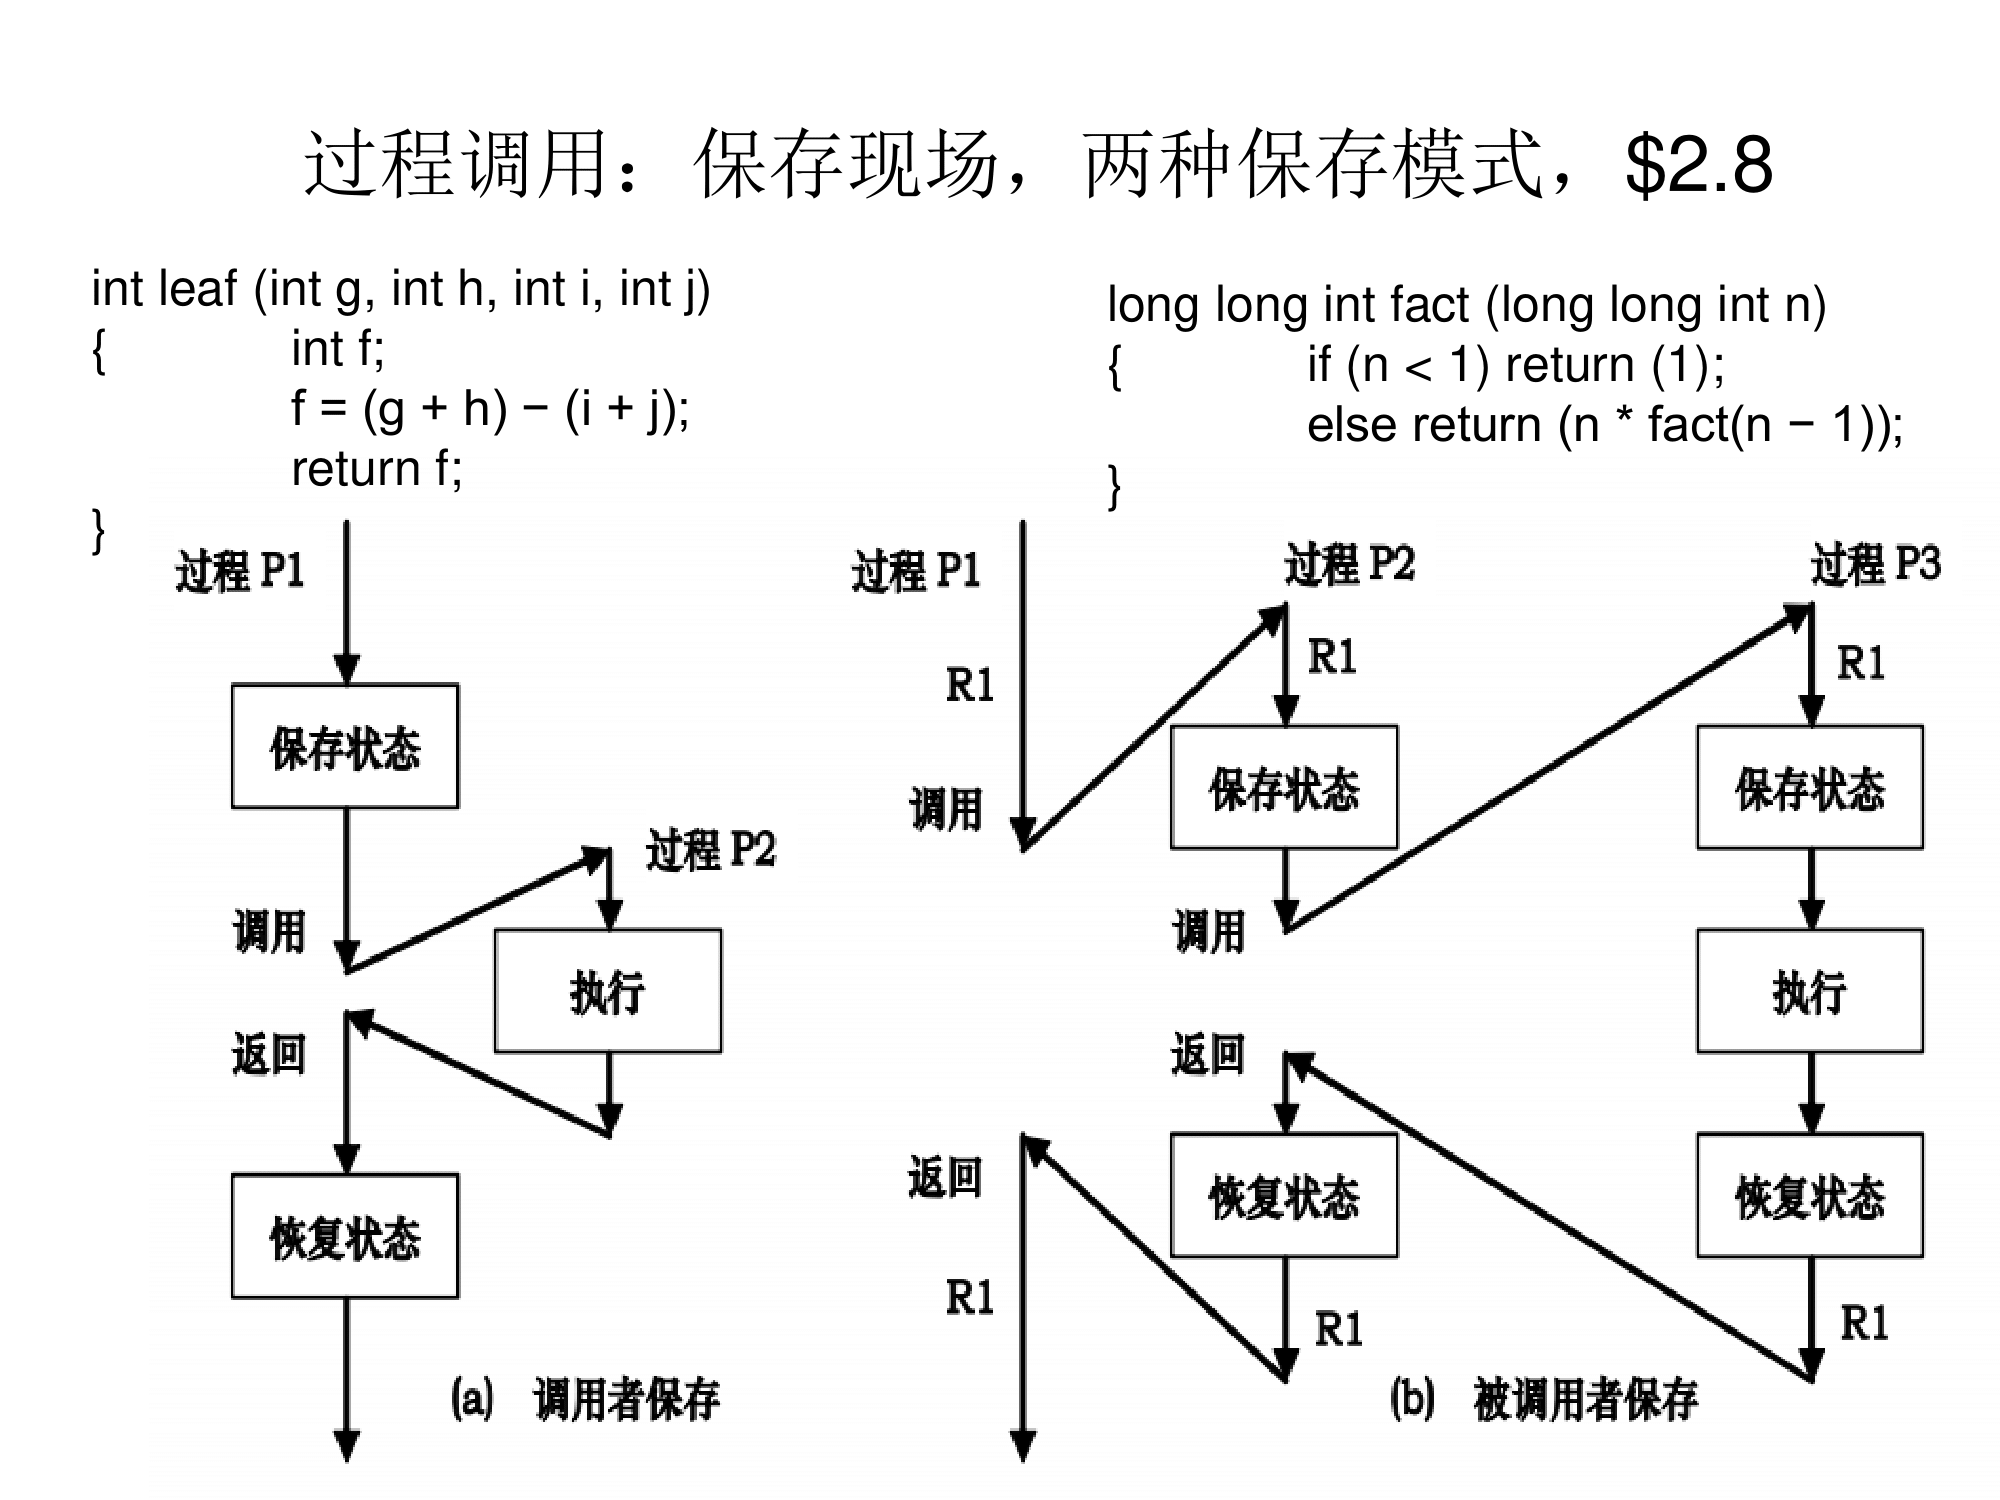 过程调用：保存现场，两种保存模式，$2.8
int leaf (int g, int h, int i, int j)
{ int f;
f = (g + h) − (i + j);
return f;
}
long long int fact (long long int n)
{ if (n < 1) return (1);
else return (n * fact(n − 1));
}
过程 P1
保存状态
过程 P2
调用
执行
返回
恢复状态
(a) 调用者保存
过程 P1
过程 P2
过程 P3
R1
R1
R1
保存状态
保存状态
调用
调用
执行
返回
返回
恢复状态
恢复状态
R1
R1
R1
(b) 被调用者保存